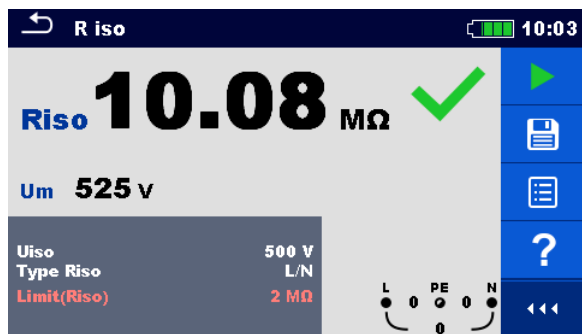 R iso 10:03
Riso 10.08 MΩ
Um 525 V
Uiso 500 V
Type Riso L/N
Limit(Riso) 2 MΩ
?
L PE N
0 0
0